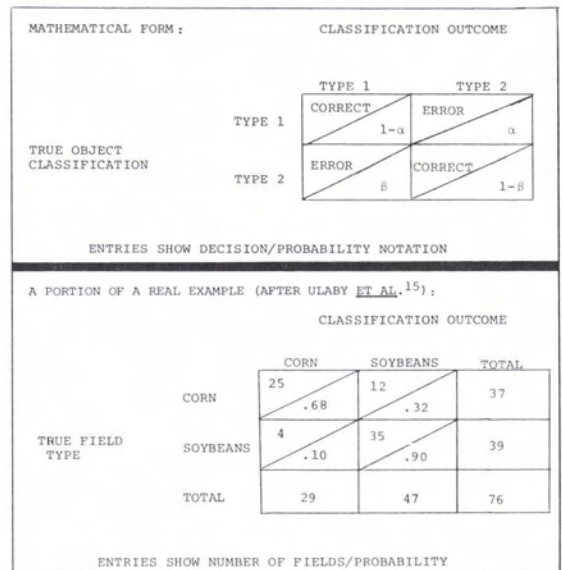 MATHEMATICAL FORM: CLASSIFICATION OUTCOME
TYPE 1 TYPE 2
CORRECT ERROR
TYPE 1 1-α α
TRUE OBJECT
CLASSIFICATION
ERROR CORRECT
TYPE 2 β 1-β
ENTRIES SHOW DECISION/PROBABILITY NOTATION
A PORTION OF A REAL EXAMPLE (AFTER ULABY ET AL.15):
CLASSIFICATION OUTCOME
CORN SOYBEANS TOTAL
25 12 37
CORN .68 .32
4 35
TRUE FIELD SOYBEANS .10 .90 39
TYPE
TOTAL 29 47 76
ENTRIES SHOW NUMBER OF FIELDS/PROBABILITY